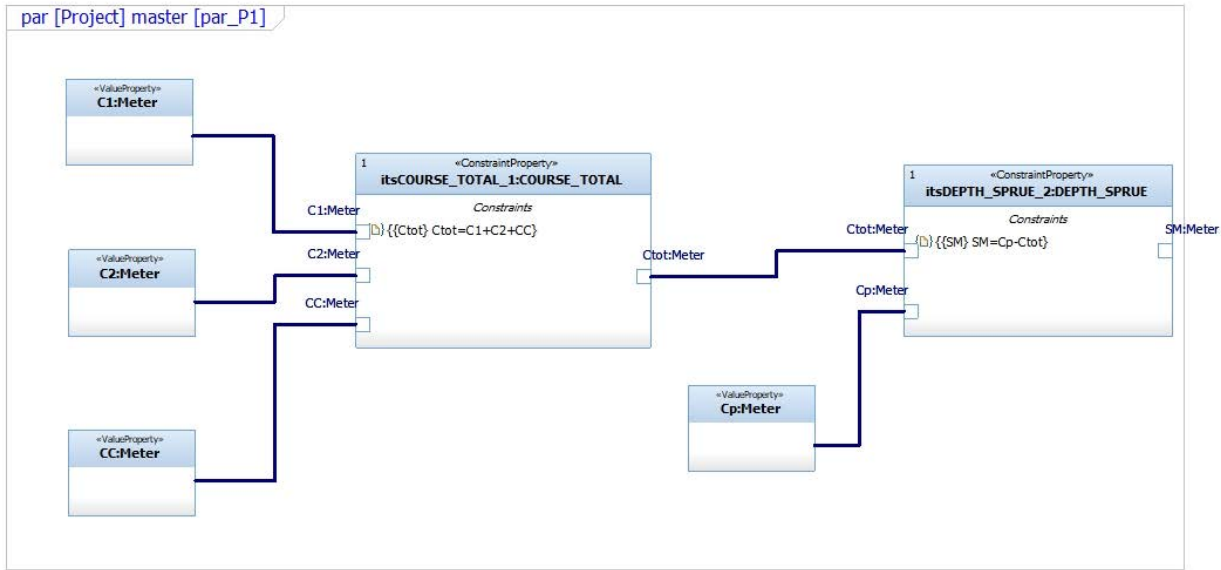 par [Project] master [par_P1]
«ValueProperty»
C1:Meter
«ValueProperty»
C2:Meter
«ValueProperty»
CC:Meter
1 «ConstraintProperty»
itsCOURSE_TOTAL_1:COURSE_TOTAL
Constraints
{{Ctot} Ctot=C1+C2+CC}
C1:Meter
C2:Meter
CC:Meter
Ctot:Meter
1 «ConstraintProperty»
itsDEPTH_SPRUE_2:DEPTH_SPRUE
Constraints
{{SM} SM=Cp-Ctot}
Ctot:Meter
SM:Meter
Cp:Meter
«ValueProperty»
Cp:Meter